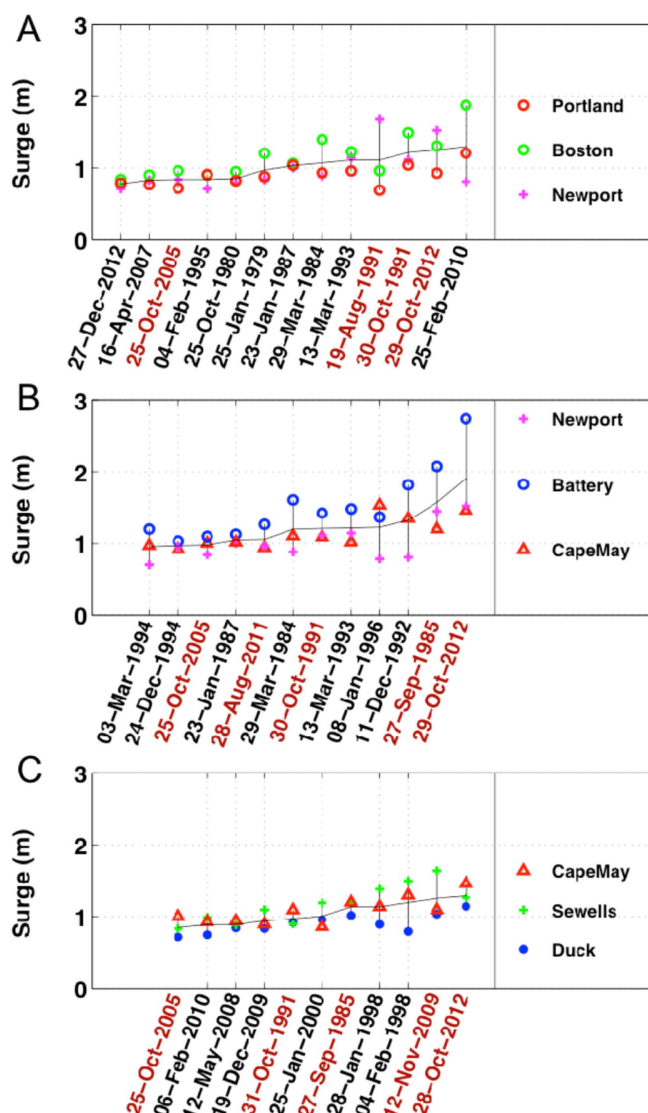 A
3
2
1
0
Surge (m)
Portland
Boston
Newport
27-Dec-2012
16-Apr-2007
25-Oct-2005
04-Feb-1995
25-Oct-1980
25-Jan-1979
23-Jan-1987
29-Mar-1984
13-Mar-1993
19-Aug-1991
30-Oct-1991
29-Oct-2012
25-Feb-2010
B
3
2
1
0
Surge (m)
Newport
Battery
CapeMay
03-Mar-1994
24-Dec-1994
25-Oct-2005
23-Jan-1987
28-Aug-2011
29-Mar-1984
30-Oct-1991
13-Mar-1993
08-Jan-1996
11-Dec-1992
27-Sep-1985
29-Oct-2012
C
3
2
1
0
Surge (m)
CapeMay
Sewells
Duck
25-Oct-2005
06-Feb-2010
12-May-2008
19-Dec-2009
31-Oct-1991
25-Jan-2000
27-Sep-1985
28-Jan-1998
04-Feb-1998
12-Nov-2009
28-Oct-2012